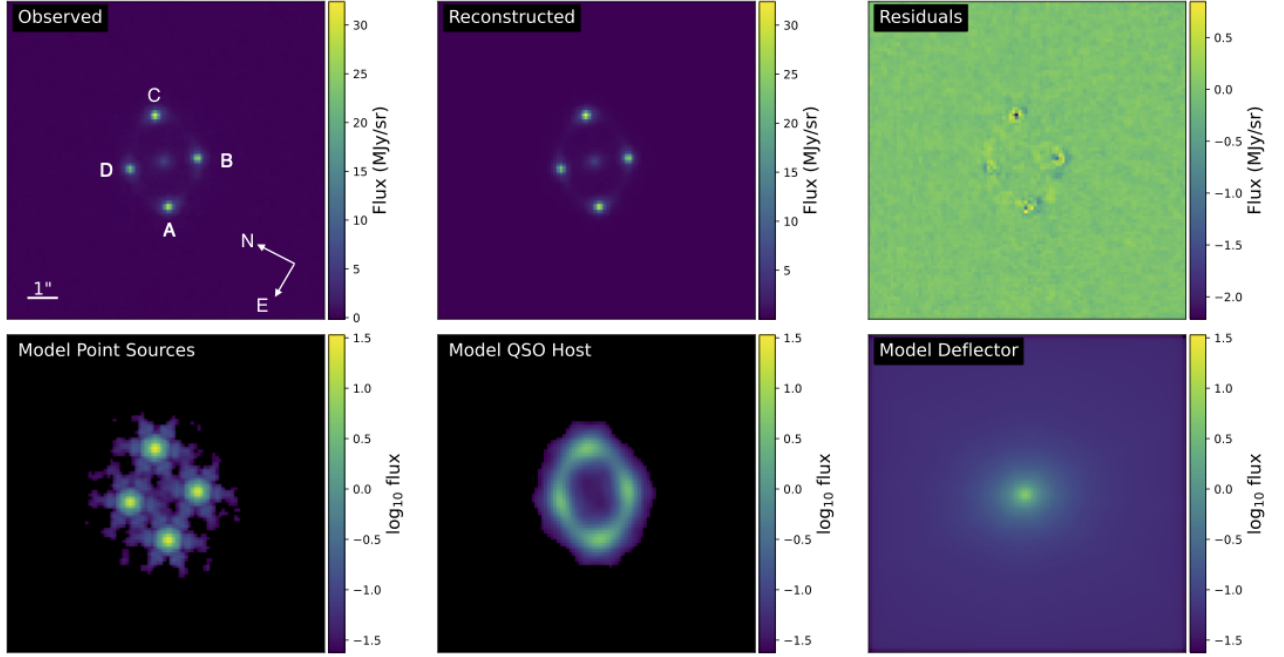 Observed
C
D
B
A
N
E
1"
30
25
20
15
10
5
0
Flux (MJy/sr)
Reconstructed
30
25
20
15
10
5
Flux (MJy/sr)
Residuals
0.5
0.0
−0.5
−1.0
−1.5
−2.0
Flux (MJy/sr)
Model Point Sources
1.5
1.0
0.5
0.0
−0.5
−1.0
−1.5
log₁₀ flux
Model QSO Host
1.5
1.0
0.5
0.0
−0.5
−1.0
−1.5
log₁₀ flux
Model Deflector
1.5
1.0
0.5
0.0
−0.5
−1.0
−1.5
log₁₀ flux